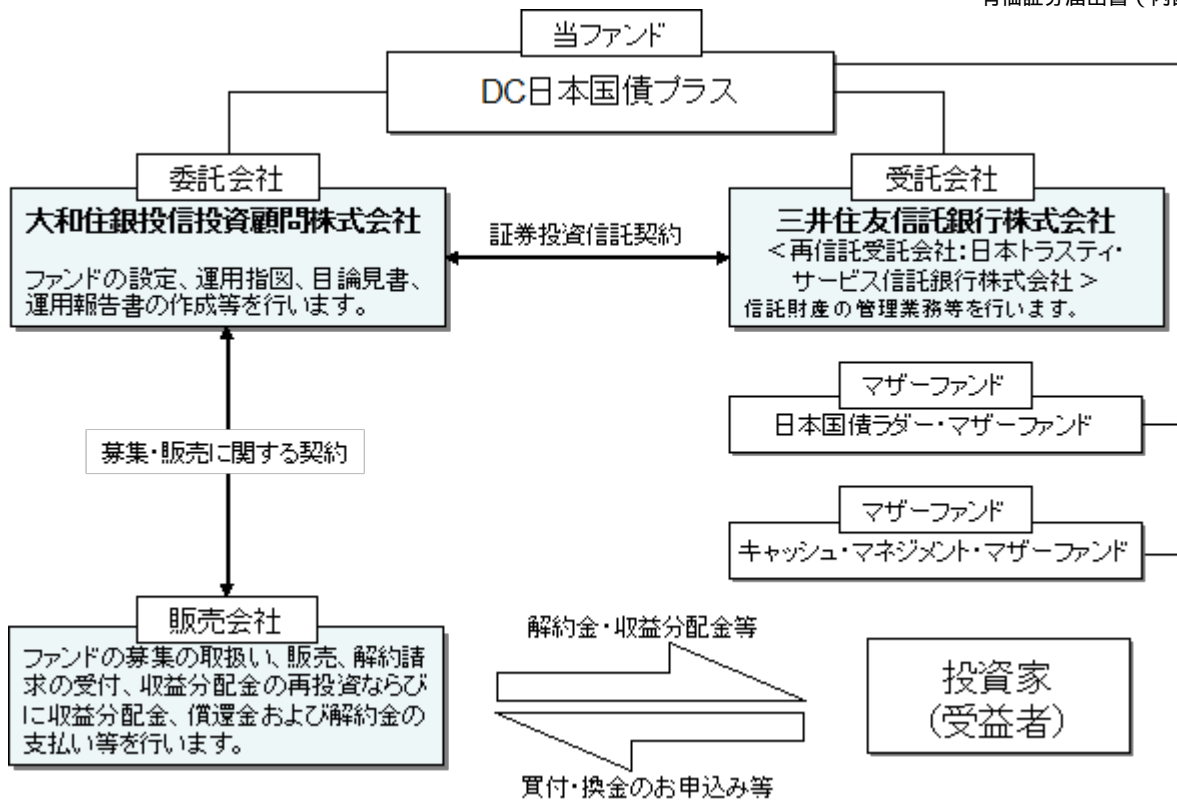 当ファンド
DC日本国債プラス
委託会社
大和住銀投信投資顧問株式会社
ファンドの設定、運用指図、目論見書、
運用報告書の作成等を行います。
証券投資信託契約
受託会社
三井住友信託銀行株式会社
<再信託受託会社:日本トラスティ・
サービス信託銀行株式会社>
信託財産の管理業務等を行います。
マザーファンド
日本国債ラダー・マザーファンド
募集・販売に関する契約
マザーファンド
キャッシュ・マネジメント・マザーファンド
販売会社
ファンドの募集の取扱い、販売、解約請
求の受付、収益分配金の再投資ならび
に収益分配金、償還金および解約金の
支払い等を行います。
解約金・収益分配金等
買付・換金のお申込み等
投資家
(受益者)